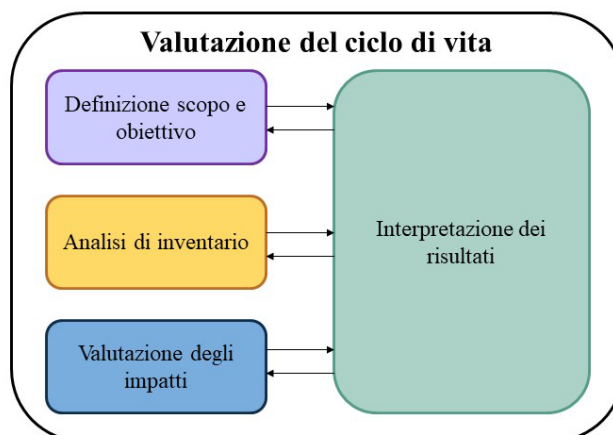 Valutazione del ciclo di vita
Definizione scopo e
obiettivo
Analisi di inventario
Valutazione degli
impatti
Interpretazione dei
risultati